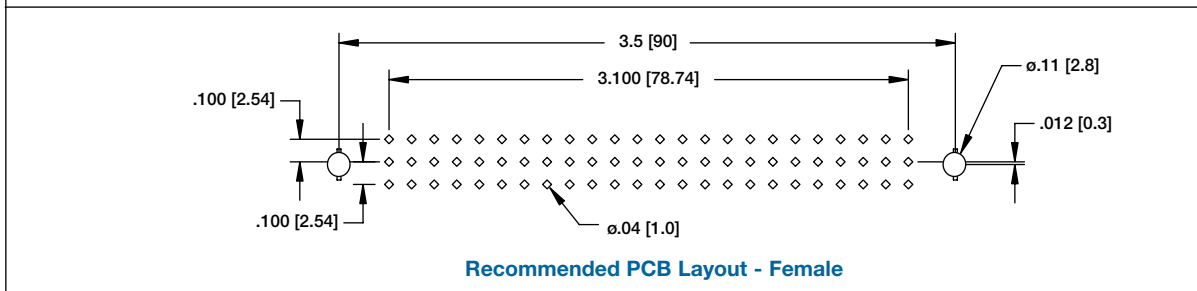 3.5 [90]
ø.11 [2.8]
3.100 [78.74]
.100 [2.54]
.012 [0.3]
.100 [2.54]
ø.04 [1.0]
Recommended PCB Layout - Female